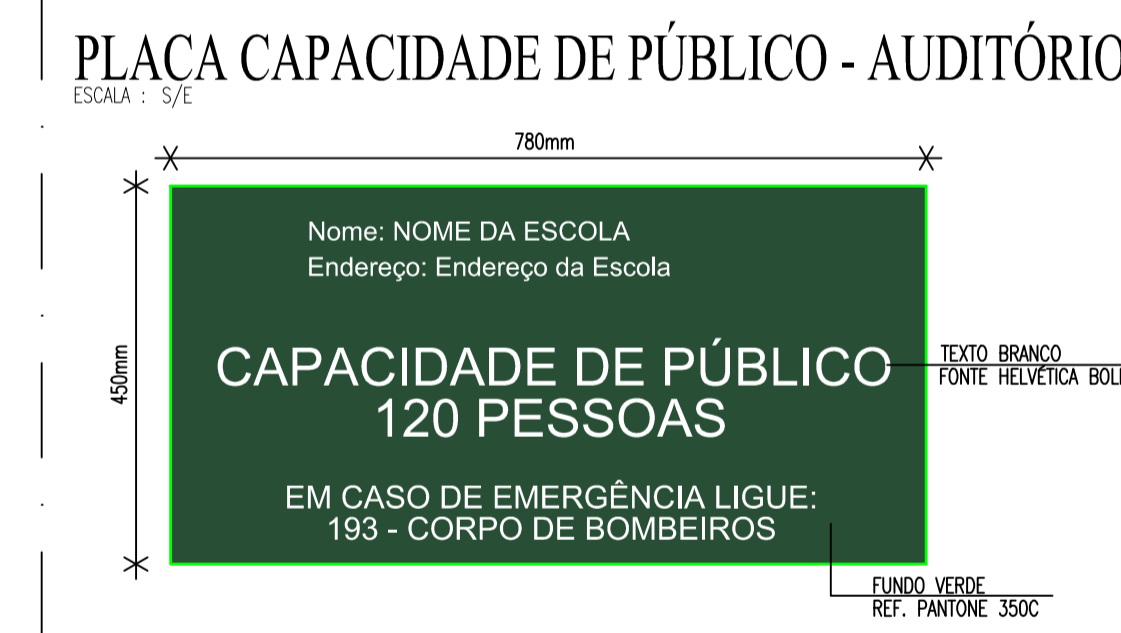 PLACA CAPACIDADE DE PÚBLICO - AUDITÓRIO
ESCALA : S/E
780mm
450mm
Nome: NOME DA ESCOLA
Endereço: Endereço da Escola
CAPACIDADE DE PÚBLICO
120 PESSOAS
EM CASO DE EMERGÊNCIA LIGUE:
193 - CORPO DE BOMBEIROS
TEXTO BRANCO
FONTE HELVÉTICA BOL
FUNDO VERDE
REF. PANTONE 350C